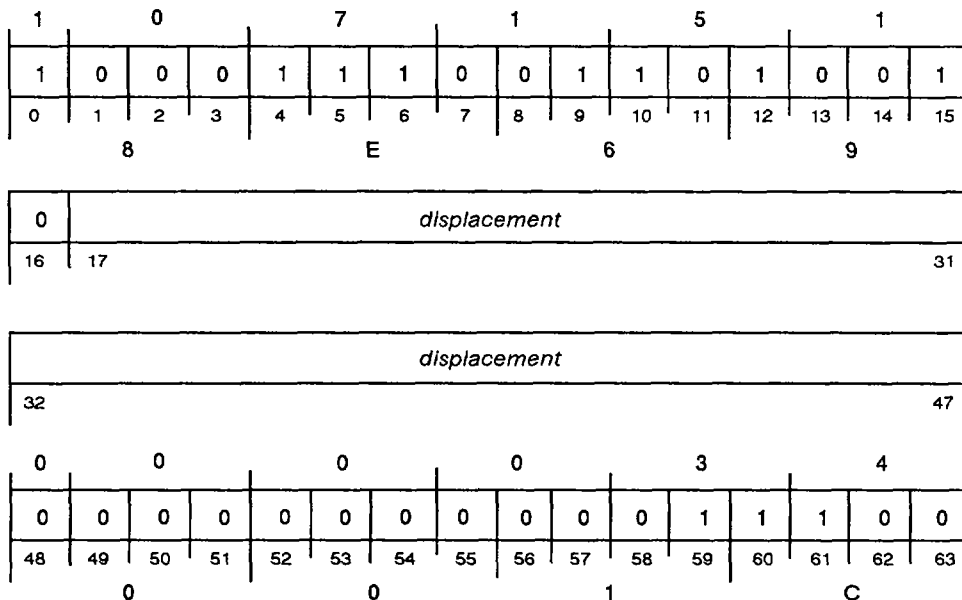 1 0 7 1 5 1
1 0 0 0 1 1 1 0 0 1 1 0 1 0 0 1
0 1 2 3 4 5 6 7 8 9 10 11 12 13 14 15
8 E 6 9
0 displacement
16 17 31
displacement
32 47
0 0 0 0 3 4
0 0 0 0 0 0 0 0 0 0 0 1 1 1 0 0
48 49 50 51 52 53 54 55 56 57 58 59 60 61 62 63
0 0 1 C